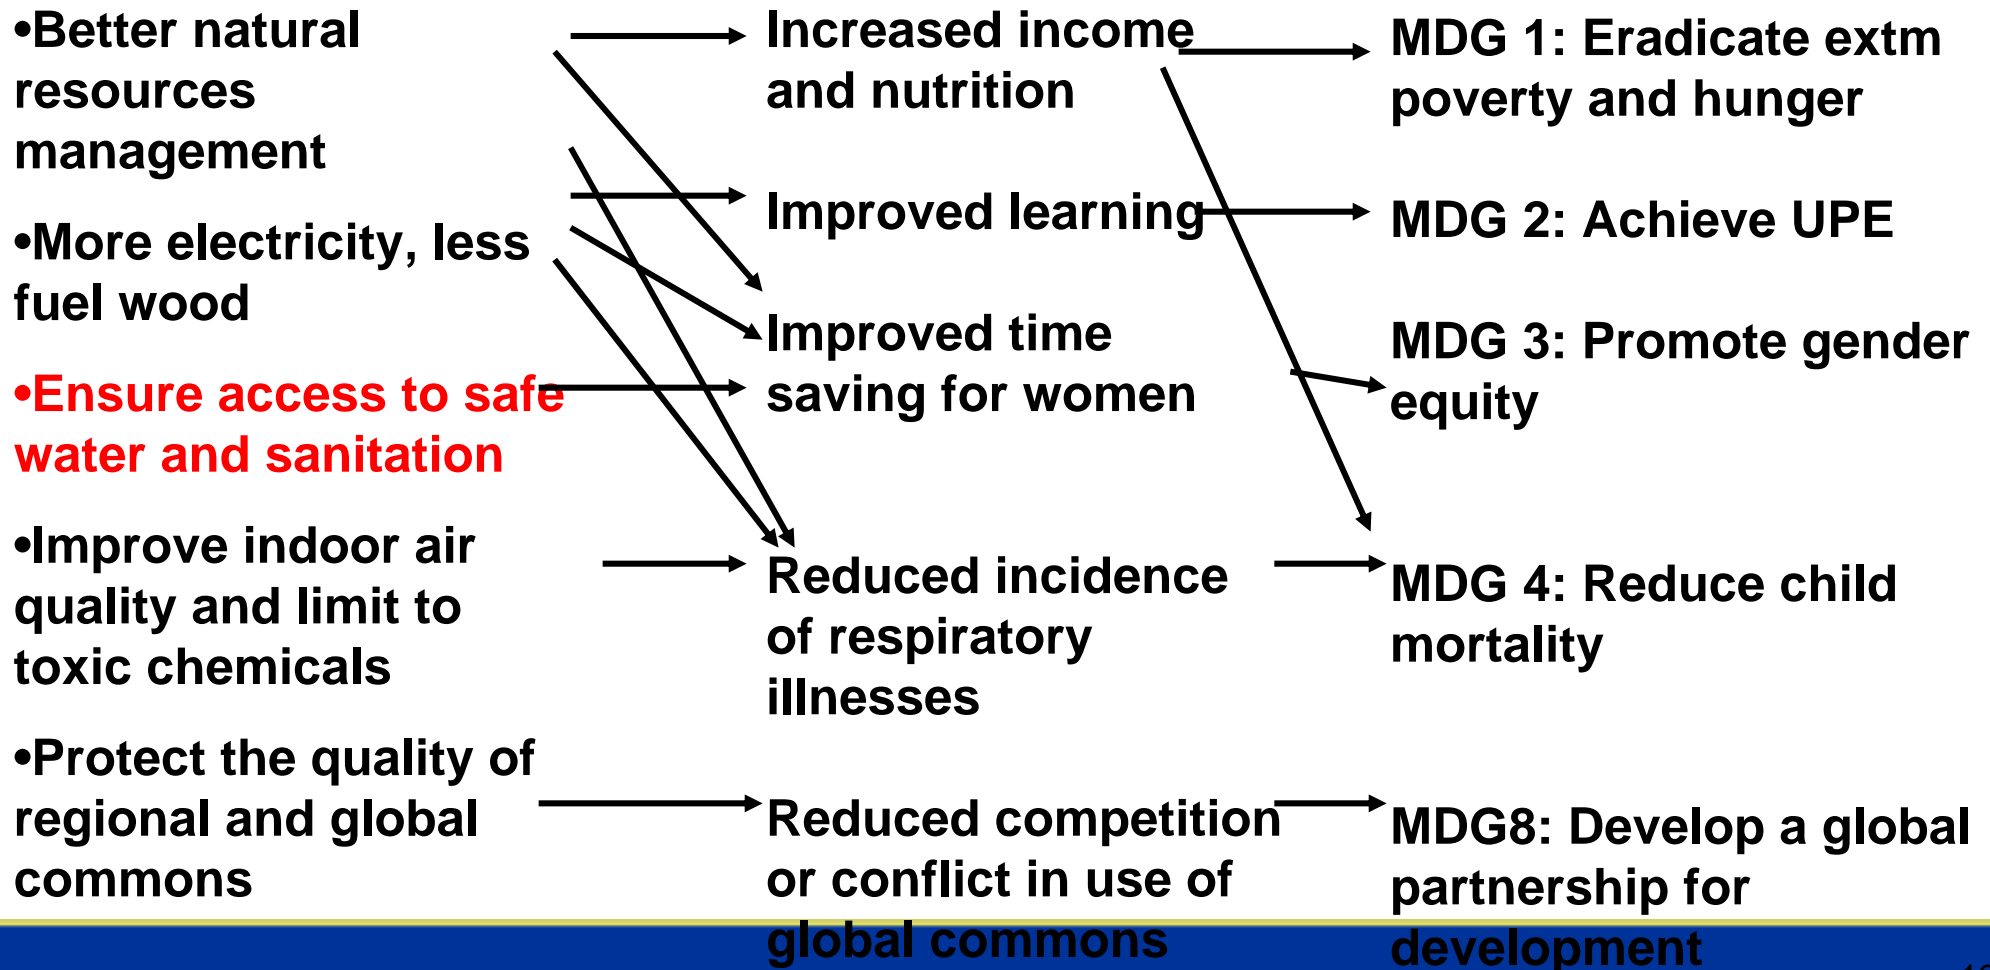 •Better natural
resources
management
•More electricity, less
fuel wood
•Ensure access to safe
water and sanitation
•Improve indoor air
quality and limit to
toxic chemicals
•Protect the quality of
regional and global
commons
Increased income
and nutrition
Improved learning
Improved time
saving for women
Reduced incidence
of respiratory
illnesses
Reduced competition
or conflict in use of
global commons
MDG 1: Eradicate extm
poverty and hunger
MDG 2: Achieve UPE
MDG 3: Promote gender
equity
MDG 4: Reduce child
mortality
MDG8: Develop a global
partnership for
development